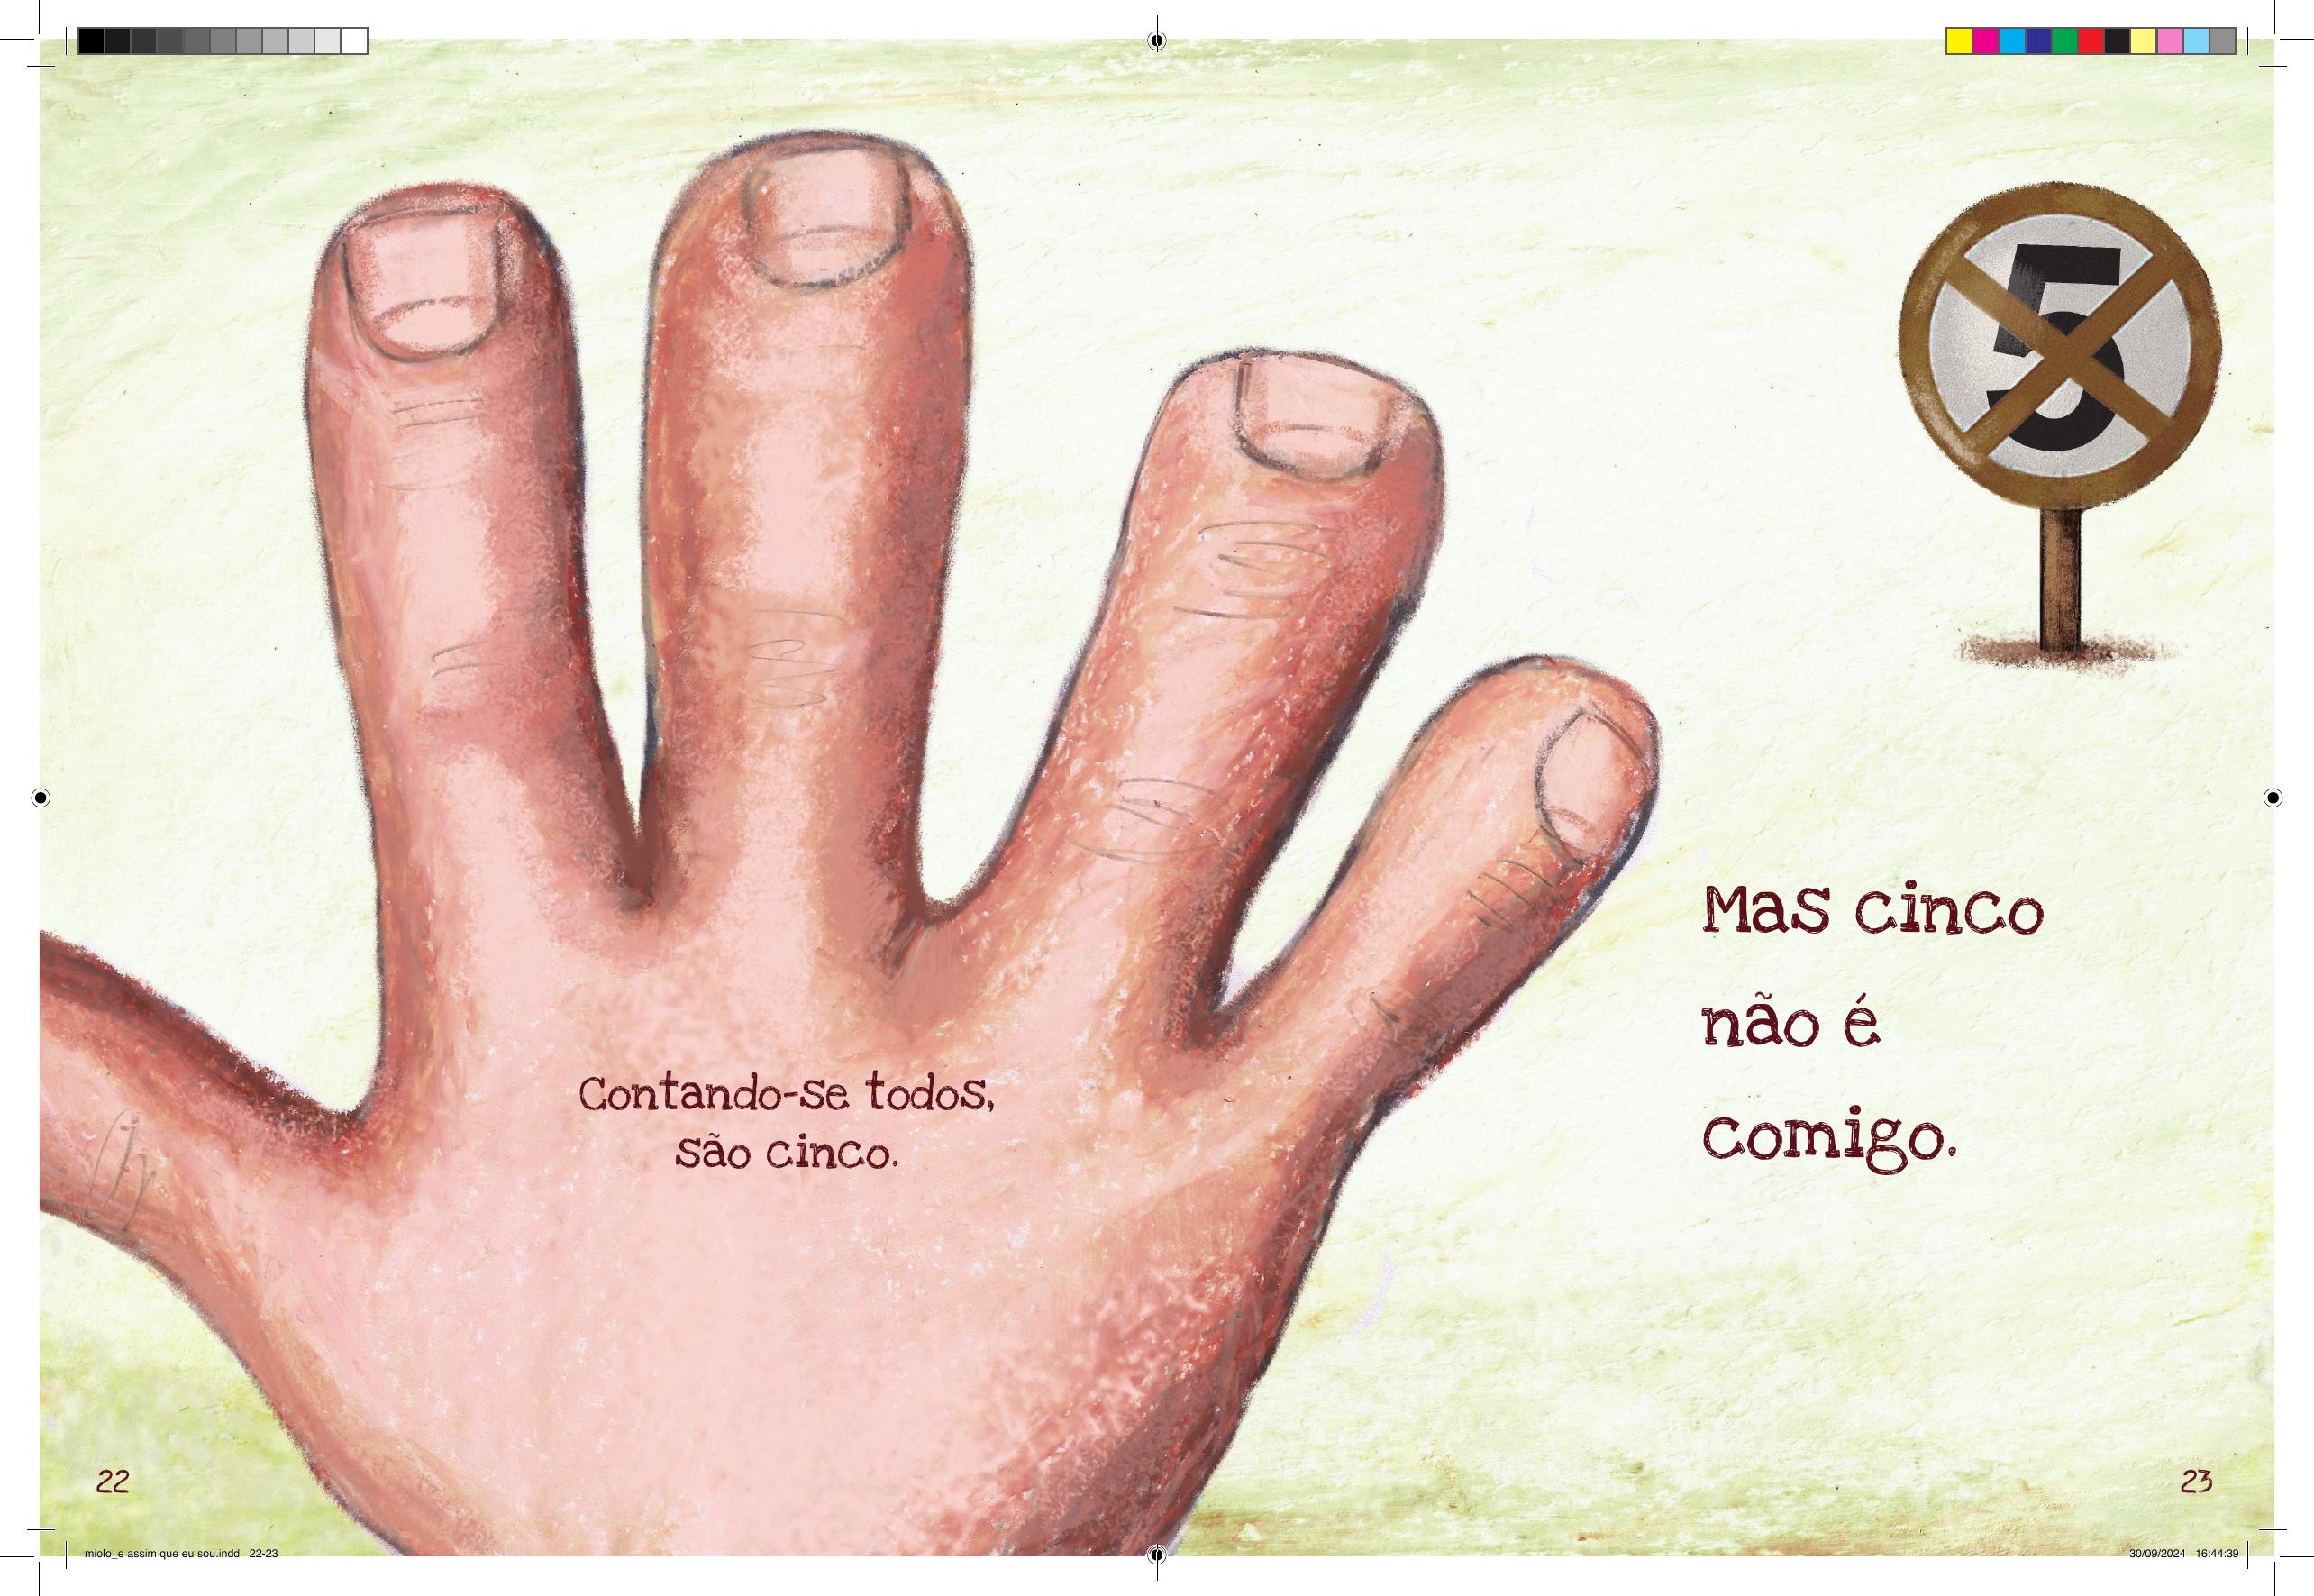 5
Contando-se todos,
são cinco.
Mas cinco
não é
comigo.
22
23
miolo_e assim que eu sou.indd 22-23
30/09/2024 16:44:39